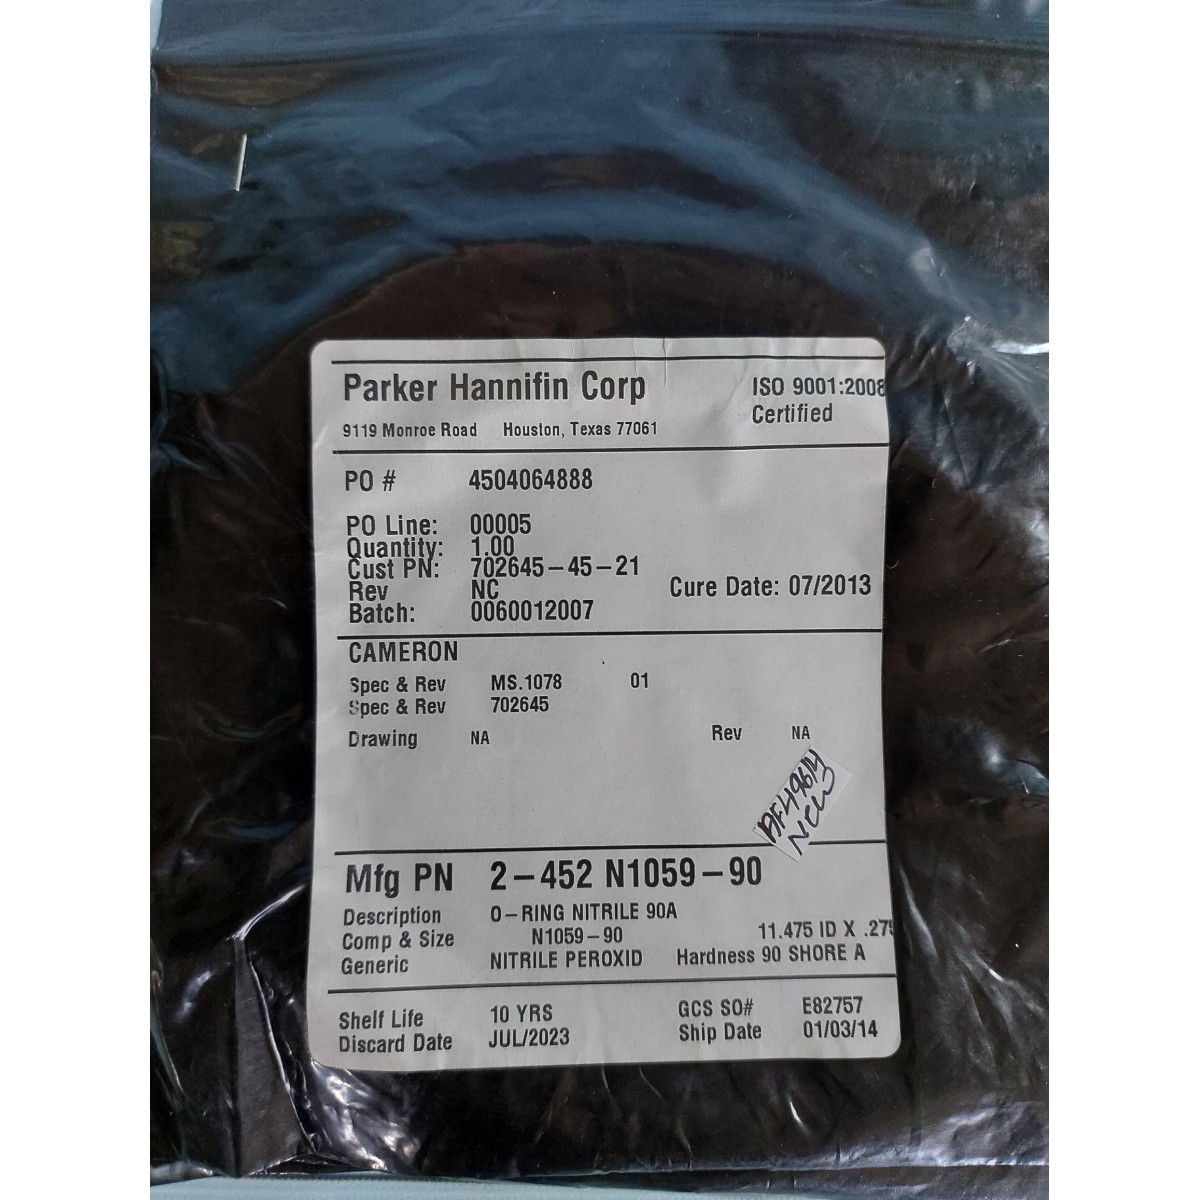 Parker Hannifin Corp
ISO 9001:2008
Certified
9119 Monroe Road Houston, Texas 77061
PO # 4504064888
PO Line: 00005
Quantity: 1.00
Cust PN: 702645-45-21
Rev NC
Cure Date: 07/2013
Batch: 0060012007
CAMERON
Spec & Rev MS.1078 01
Spec & Rev 702645
Drawing NA Rev NA
NEW
Mfg PN 2-452 N1059-90
Description O-RING NITRILE 90A
Comp & Size N1059-90 11.475 ID X .275
Generic NITRILE PEROXID Hardness 90 SHORE A
Shelf Life 10 YRS GCS SO# E82757
Discard Date JUL/2023 Ship Date 01/03/14